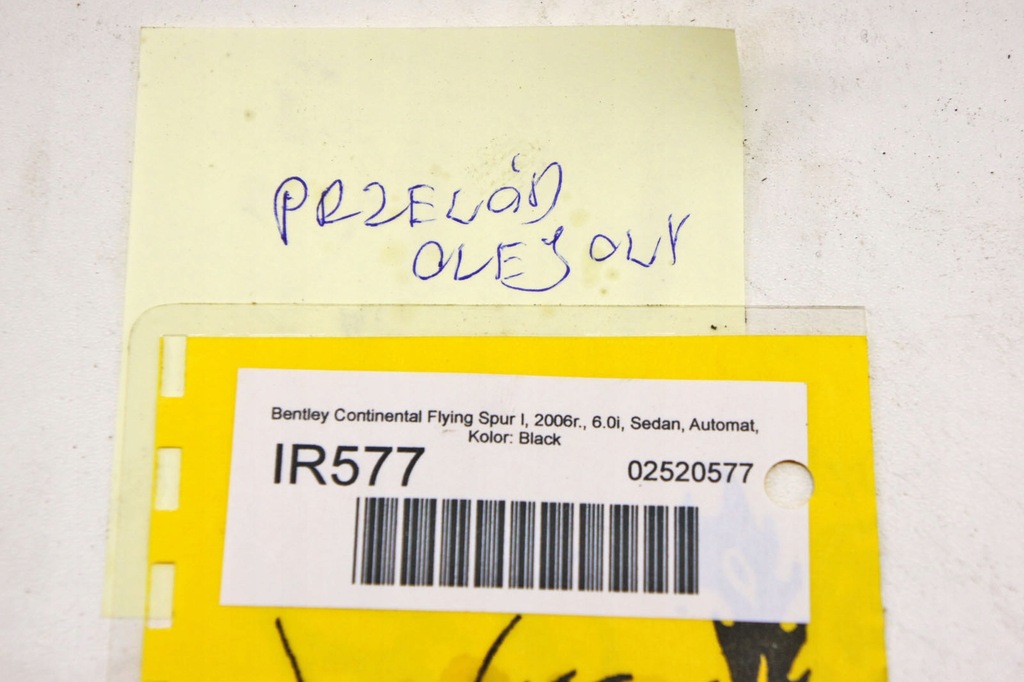 PRZEWÓD
OLEJOWY
Bentley Continental Flying Spur I, 2006r., 6.0i, Sedan, Automat,
Kolor: Black
IR577 02520577